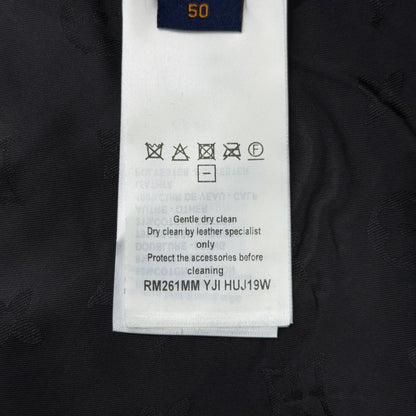 50
F
Gentle dry clean
Dry clean by leather specialist
only
Protect the accessories before
cleaning
RM261MM YJI HUJ19W